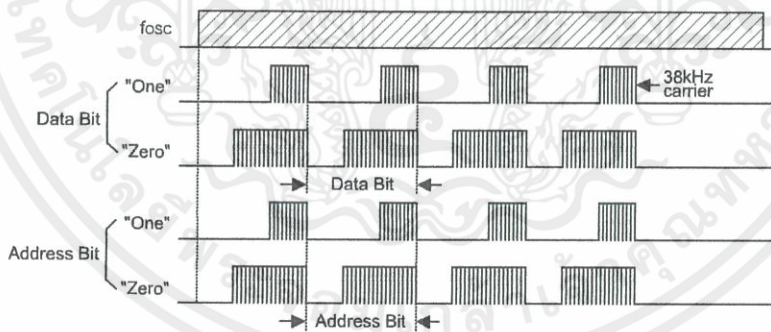 fosc
"One"
38kHz
carrier
Data Bit
"Zero"
Data Bit
"One"
Address Bit
"Zero"
Address Bit